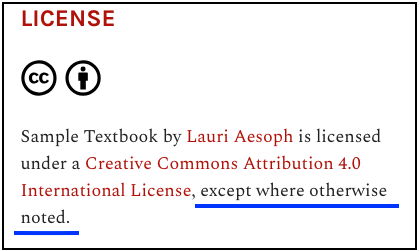 LICENSE
cc
Sample Textbook by Lauri Aesoph is licensed
under a Creative Commons Attribution 4.0
International License, except where otherwise
noted.